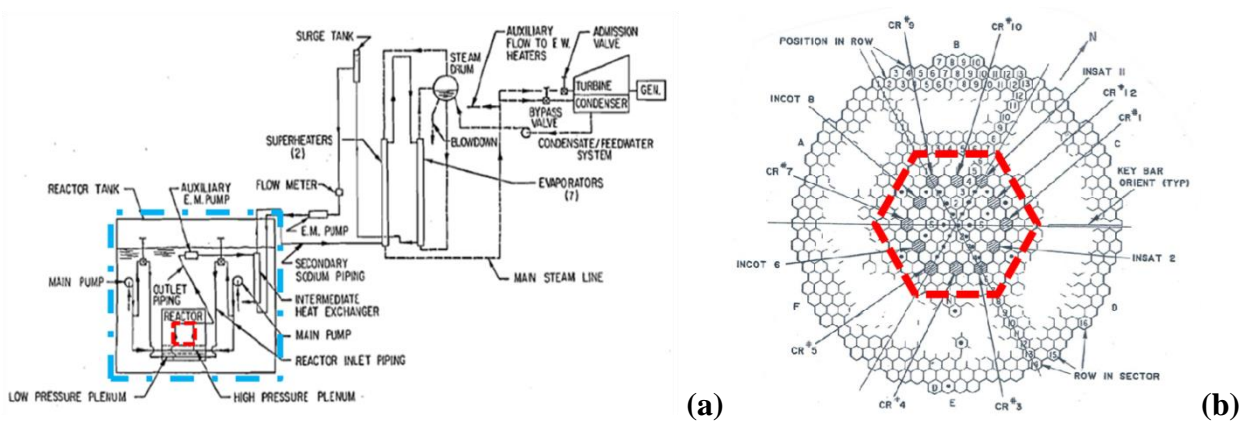 SURGE TANK
AUXILIARY
FLOW TO E.W.
HEATERS
ADMISSION
VALVE
STEAM
DRUM
TURBINE
GEN.
CONDENSER
BYPASS
VALVE
SUPERHEATERS
(2)
BLOWDOWN
CONDENSATE/FEEDWATER
SYSTEM
FLOW METER
EVAPORATORS
(7)
REACTOR TANK
AUXILIARY
E.M. PUMP
E.M. PUMP
SECONDARY
SODIUM PIPING
MAIN STEAM LINE
MAIN PUMP
OUTLET
PIPING
INTERMEDIATE
HEAT EXCHANGER
REACTOR
MAIN PUMP
REACTOR INLET PIPING
LOW PRESSURE PLENUM
HIGH PRESSURE PLENUM
(a)
CR#9
CR#10
POSITION IN ROW
B
N
INSAT 11
INCOT 8
CR#12
CR#1
A
C
CR#7
KEY BAR
ORIENT (TYP)
INCOT 6
INSAT 2
F
D
CR#5
ROW IN
SECTOR
CR#4
E
CR#3
(b)